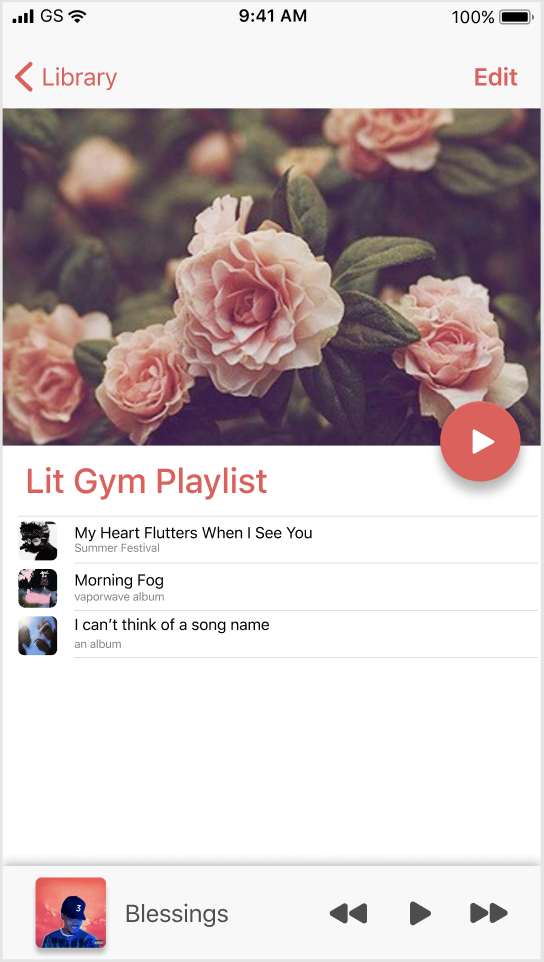 GS 9:41 AM 100%
Library Edit
Lit Gym Playlist
My Heart Flutters When I See You
Summer Festival
Morning Fog
vaporwave album
I can’t think of a song name
an album
3
Blessings